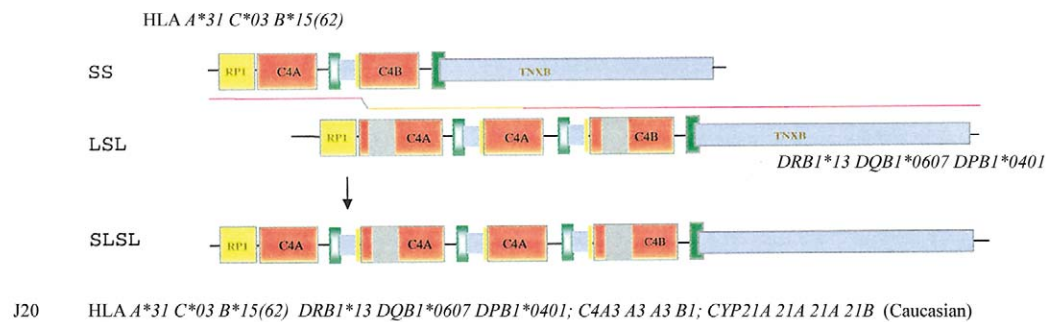 HLA A*31 C*03 B*15(62)
SS RP1 C4A C4B TNXB
LSL RP1 C4A C4A C4B TNXB
DRB1*13 DQB1*0607 DPB1*0401
SLSL RP1 C4A C4A C4A C4B
J20 HLA A*31 C*03 B*15(62) DRB1*13 DQB1*0607 DPB1*0401; C4A3 A3 A3 B1; CYP21A 21A 21A 21B (Caucasian)